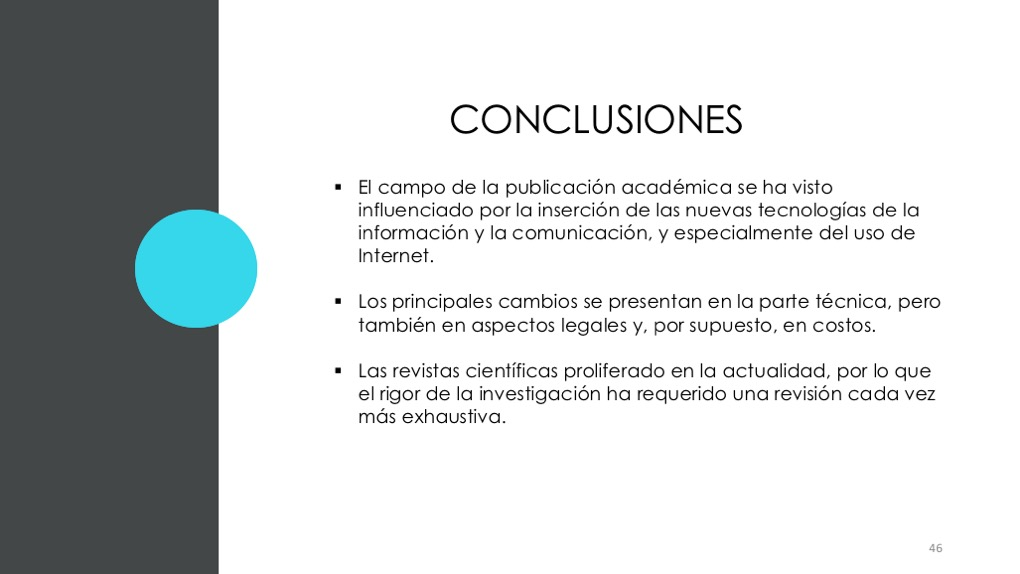 CONCLUSIONES
▪ El campo de la publicación académica se ha visto
influenciado por la inserción de las nuevas tecnologías de la
información y la comunicación, y especialmente del uso de
Internet.
▪ Los principales cambios se presentan en la parte técnica, pero
también en aspectos legales y, por supuesto, en costos.
▪ Las revistas científicas proliferado en la actualidad, por lo que
el rigor de la investigación ha requerido una revisión cada vez
más exhaustiva.
46